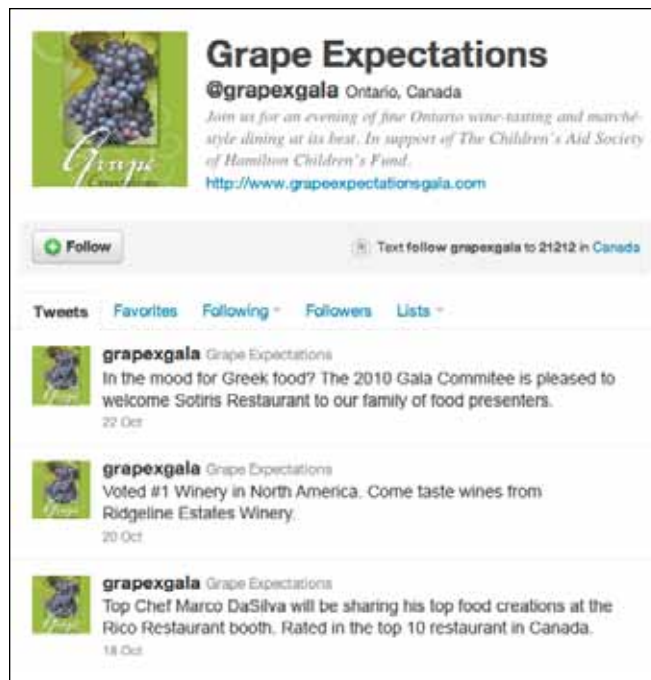 Grape
Expectations
Grape Expectations
@grapexgala Ontario, Canada
Join us for an evening of fine Ontario wine-tasting and marché-
style dining at its best. In support of The Children's Aid Society
of Hamilton Children's Fund.
http://www.grapeexpectationsgala.com
Follow
Text follow grapexgala to 21212 in Canada
Tweets Favorites Following Followers Lists
grapexgala Grape Expectations
In the mood for Greek food? The 2010 Gala Commitee is pleased to
welcome Sotiris Restaurant to our family of food presenters.
22 Oct
grapexgala Grape Expectations
Voted #1 Winery in North America. Come taste wines from
Ridgeline Estates Winery.
20 Oct
grapexgala Grape Expectations
Top Chef Marco DaSilva will be sharing his top food creations at the
Rico Restaurant booth. Rated in the top 10 restaurant in Canada.
18 Oct